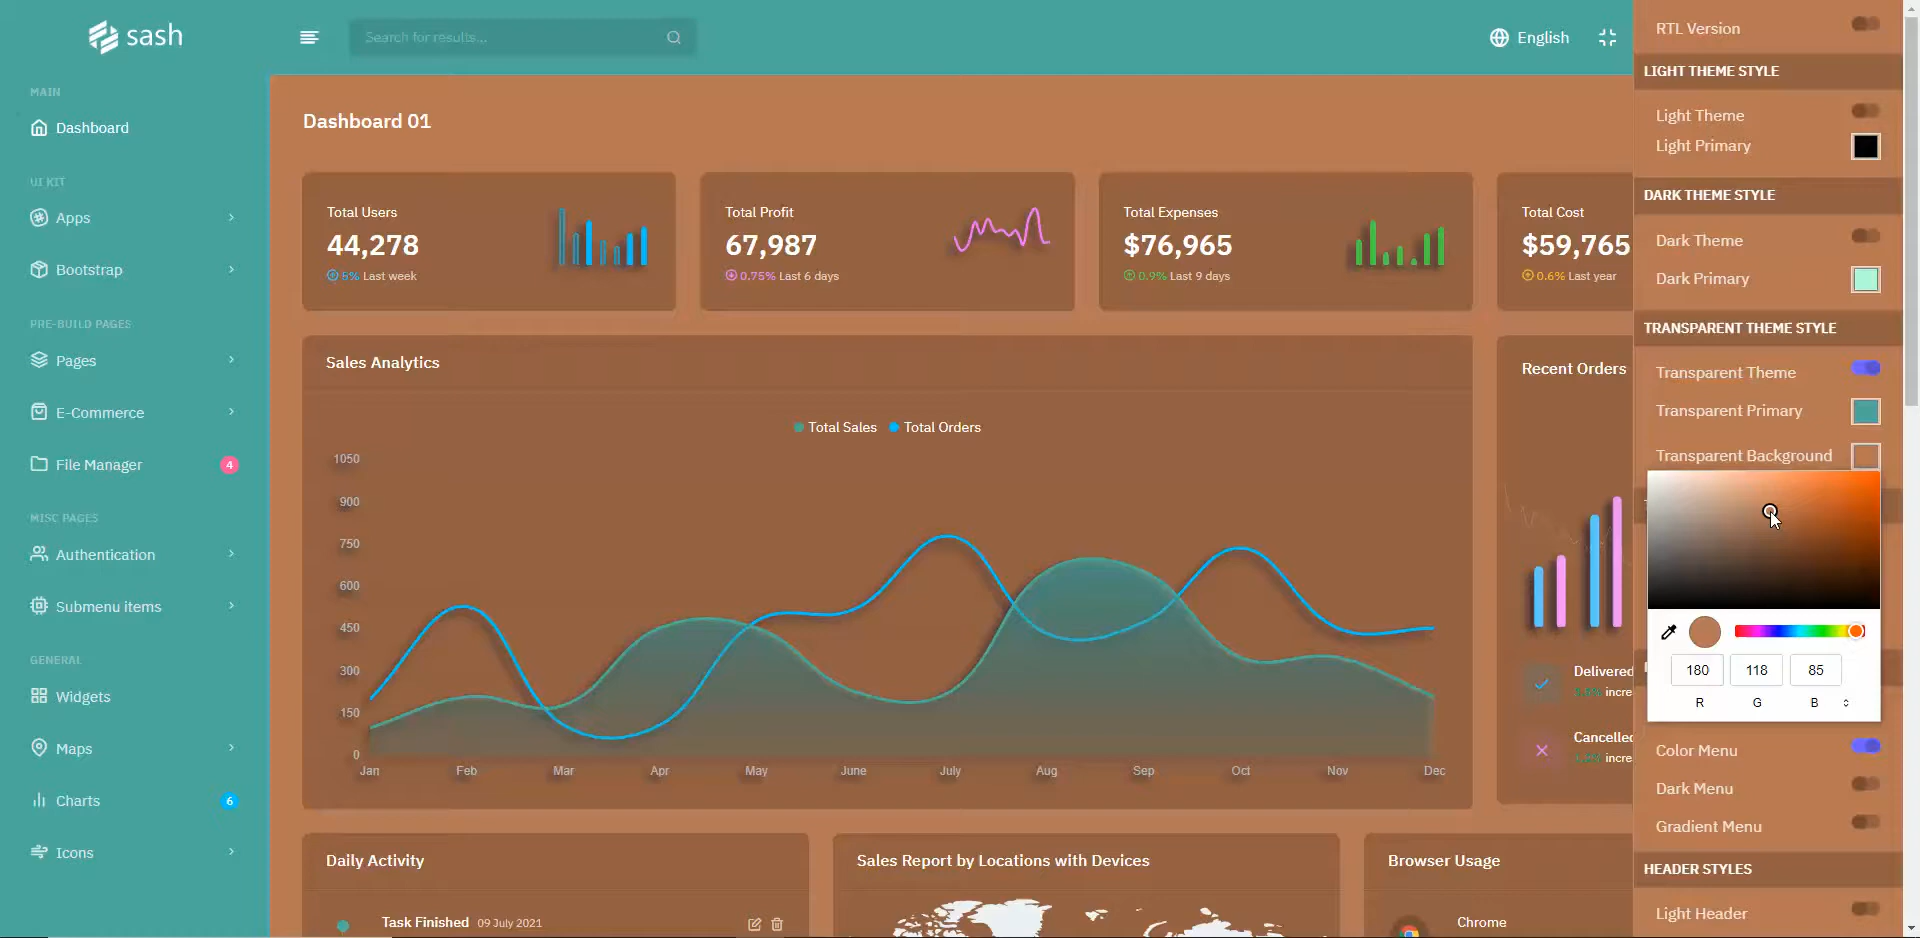 sash
Search for results...
English
MAIN
Dashboard
UI KIT
Apps
Bootstrap
PRE-BUILD PAGES
Pages
E-Commerce
File Manager
4
MISC PAGES
Authentication
Submenu items
GENERAL
Widgets
Maps
Charts
6
Icons
Dashboard 01
Total Users
44,278
5% Last week
Total Profit
67,987
0.75% Last 6 days
Total Expenses
$76,965
0.9% Last 9 days
Total Cost
$59,765
0.6% Last year
Sales Analytics
Total Sales
Total Orders
1050
900
750
600
450
300
150
0
Jan Feb Mar Apr May June July Aug Sep Oct Nov Dec
Recent Orders
Delivered
incre
Cancelled
incre
Daily Activity
Task Finished 09 July 2021
Sales Report by Locations with Devices
Browser Usage
Chrome
RTL Version
LIGHT THEME STYLE
Light Theme
Light Primary
DARK THEME STYLE
Dark Theme
Dark Primary
TRANSPARENT THEME STYLE
Transparent Theme
Transparent Primary
Transparent Background
180 118 85
R G B
Color Menu
Dark Menu
Gradient Menu
HEADER STYLES
Light Header